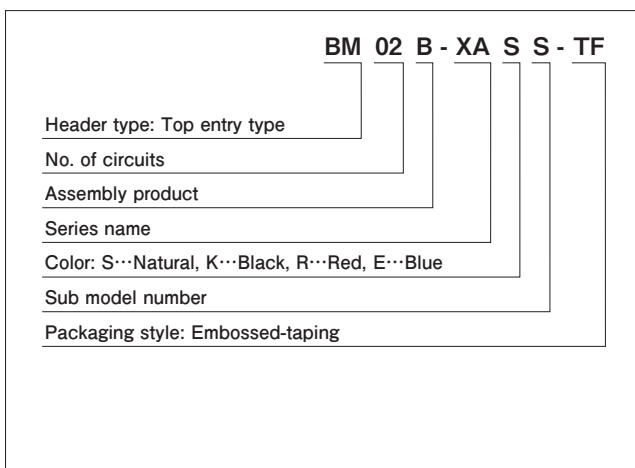 BM 02 B - XA S S - TF
Header type: Top entry type
No. of circuits
Assembly product
Series name
Color: S…Natural, K…Black, R…Red, E…Blue
Sub model number
Packaging style: Embossed-taping